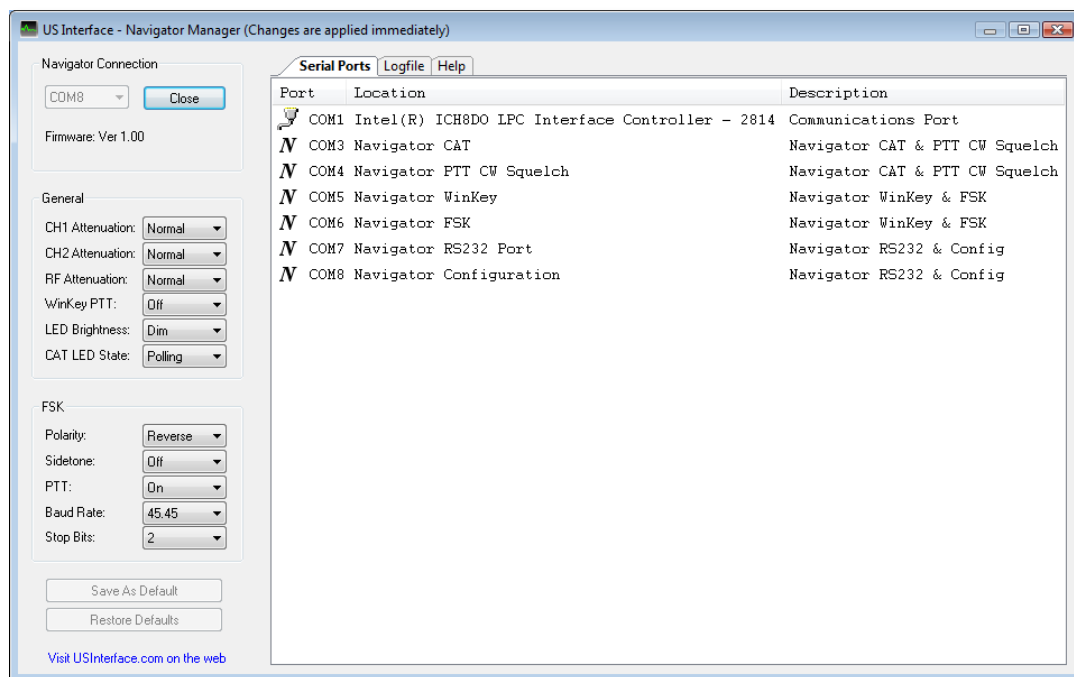 US Interface - Navigator Manager (Changes are applied immediately)
Navigator Connection
COM8 Close
Firmware: Ver 1.00
General
CH1 Attenuation: Normal
CH2 Attenuation: Normal
RF Attenuation: Normal
WinKey PTT: Off
LED Brightness: Dim
CAT LED State: Polling
FSK
Polarity: Reverse
Sidetone: Off
PTT: On
Baud Rate: 45.45
Stop Bits: 2
Save As Default
Restore Defaults
Visit USInterface.com on the web
Serial Ports Logfile Help
Port Location Description
COM1 Intel(R) ICH8DO LPC Interface Controller - 2814 Communications Port
N COM3 Navigator CAT Navigator CAT & PTT CW Squelch
N COM4 Navigator PTT CW Squelch Navigator CAT & PTT CW Squelch
N COM5 Navigator WinKey Navigator WinKey & FSK
N COM6 Navigator FSK Navigator WinKey & FSK
N COM7 Navigator RS232 Port Navigator RS232 & Config
N COM8 Navigator Configuration Navigator RS232 & Config